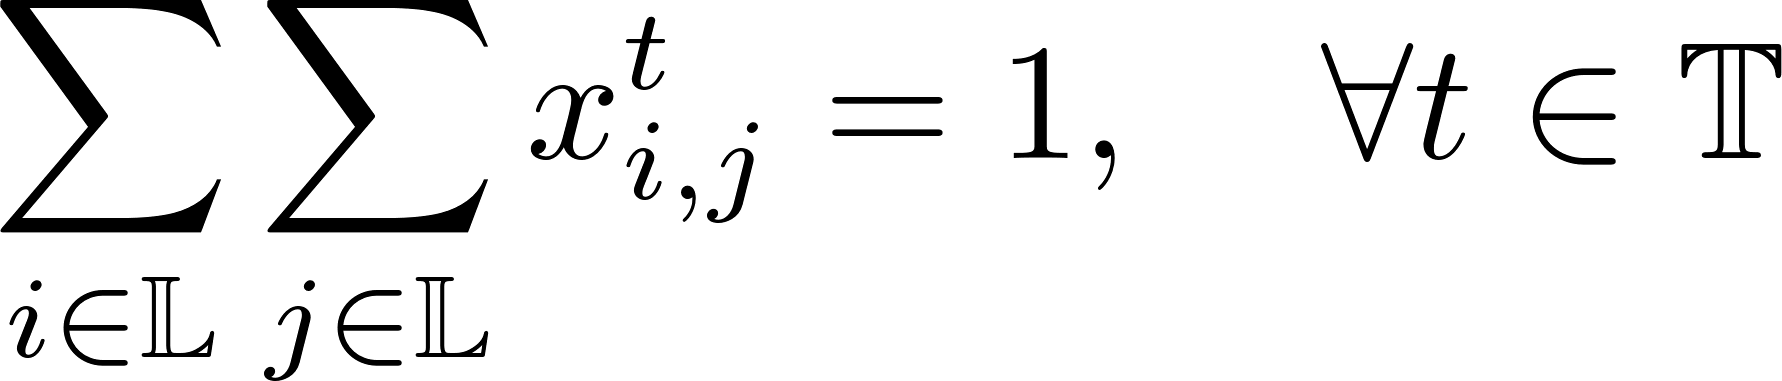 \sum_{i \in \mathbb{L}} \sum_{j \in \mathbb{L}} x_{i,j}^{t} = 1, \quad \forall t \in \mathbb{T}